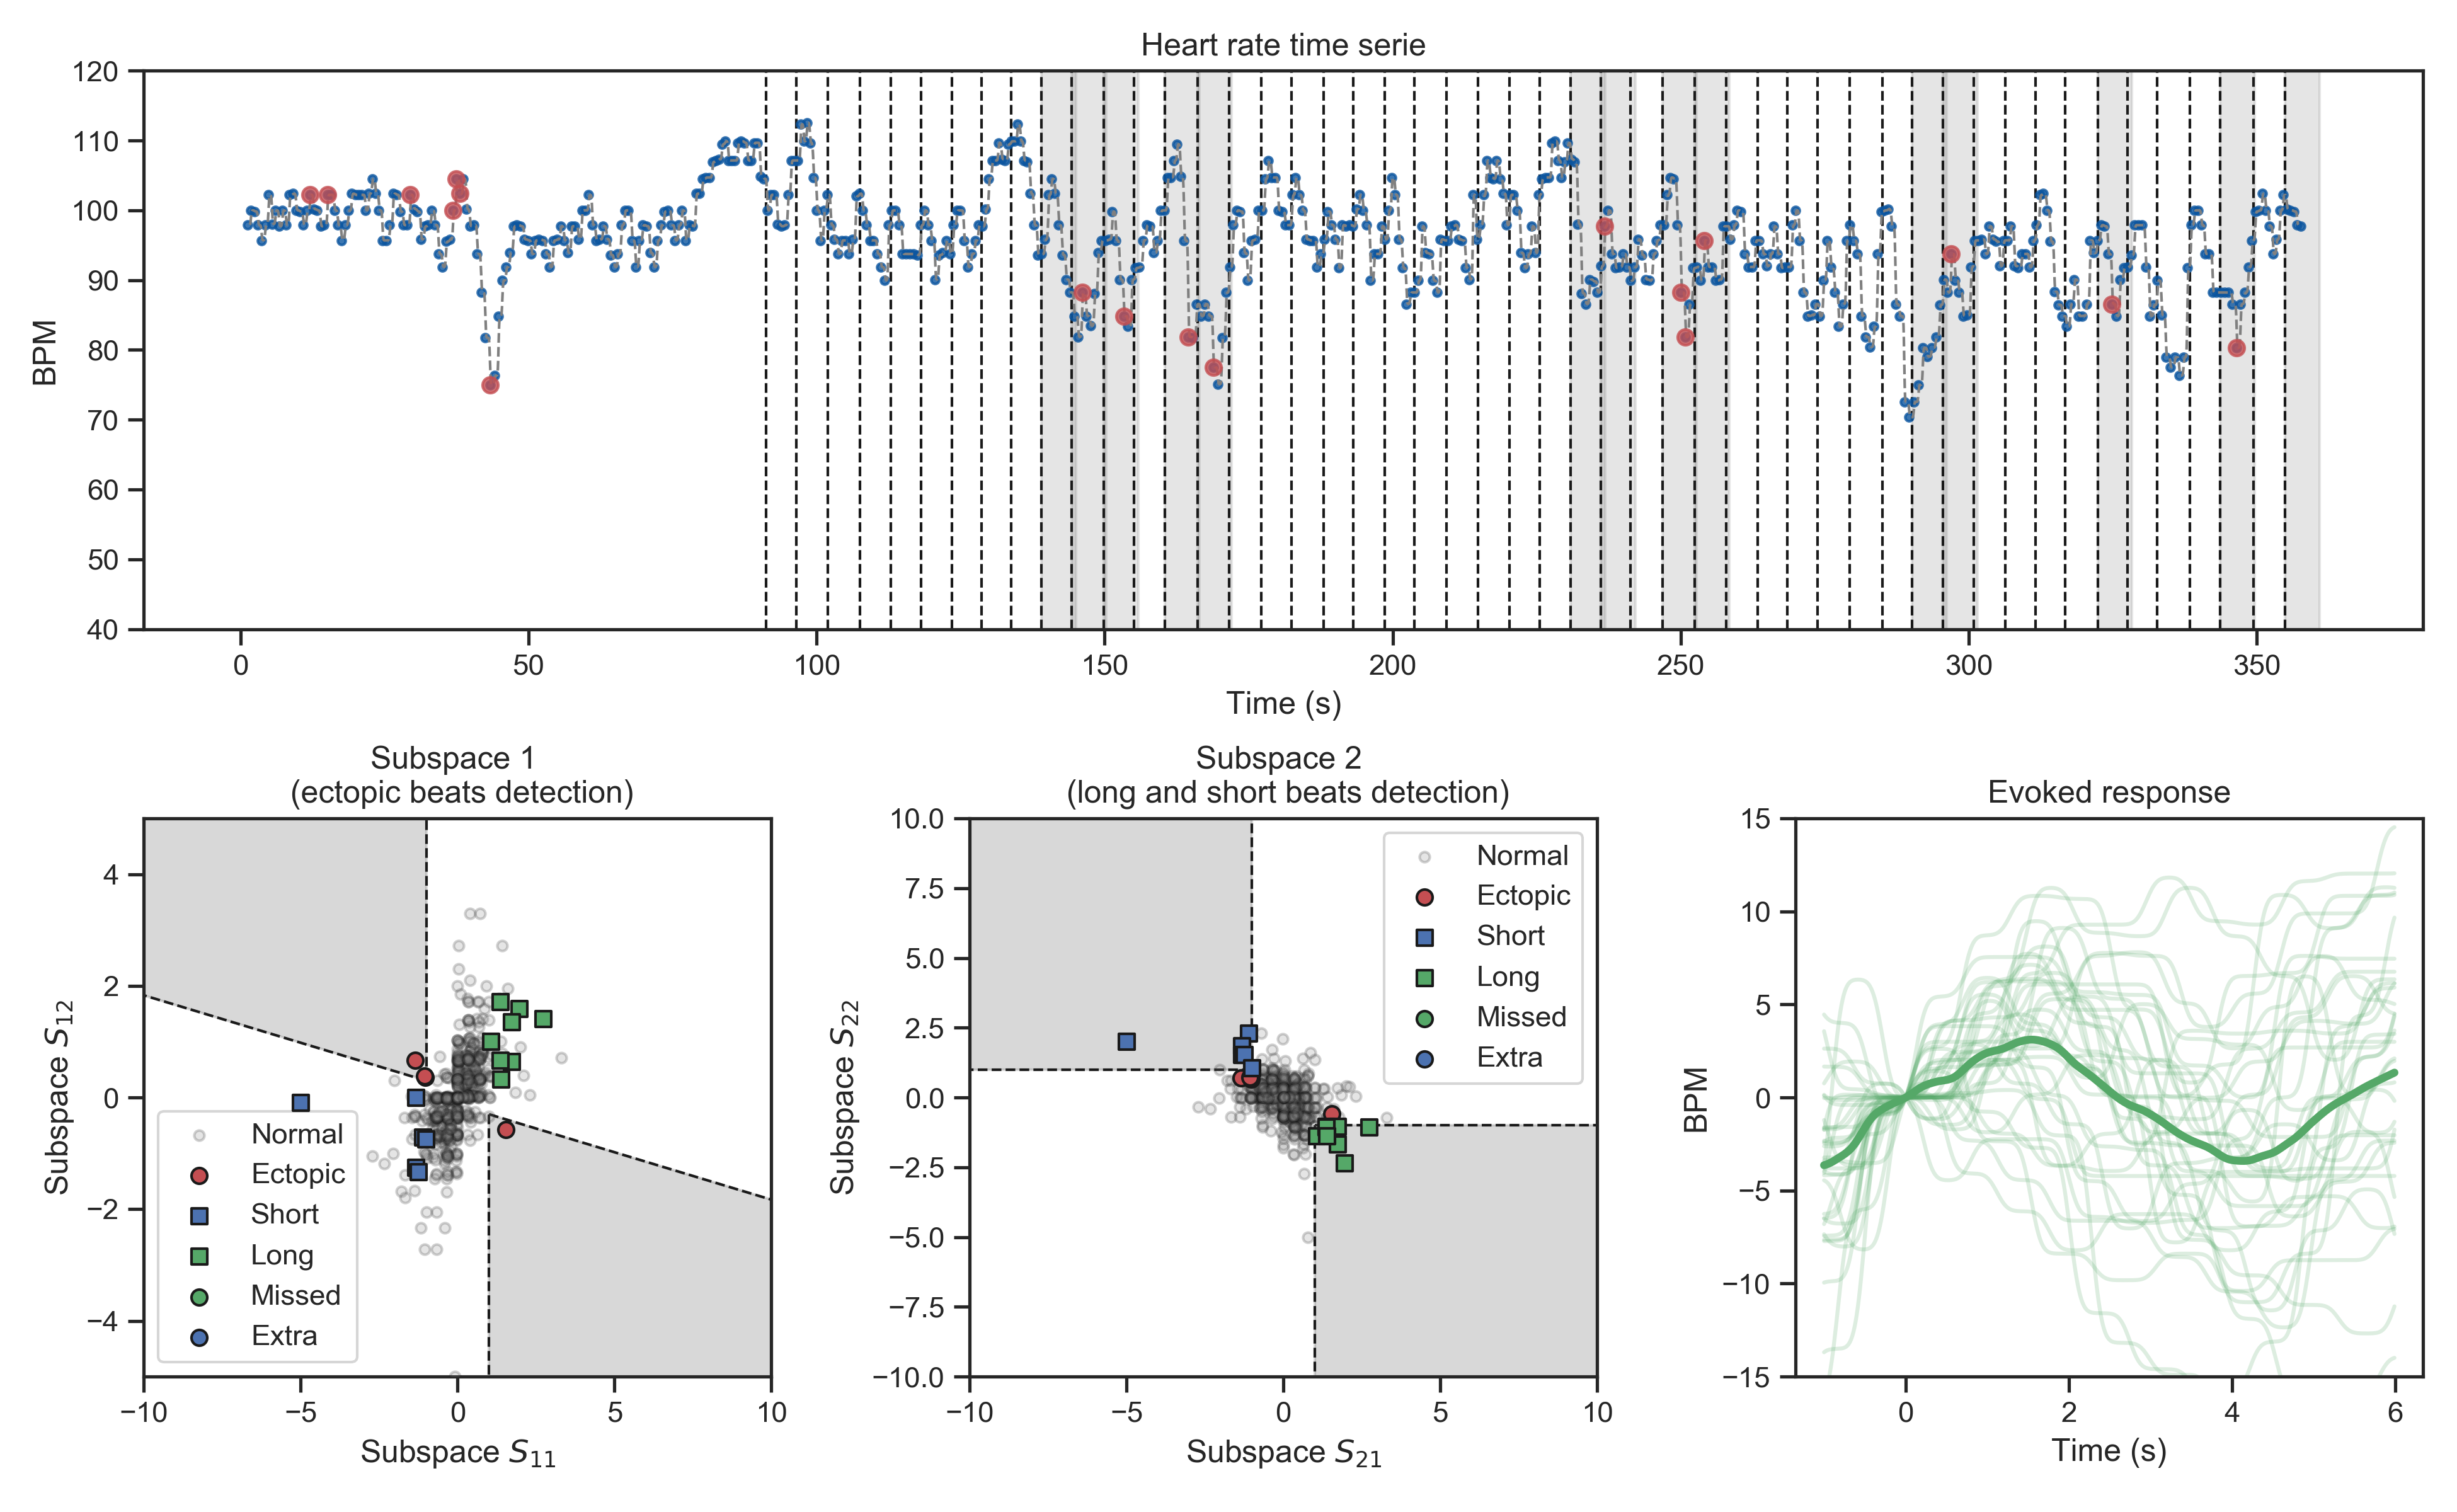 Heart rate time serie
120
110
100
90
80
70
60
50
40
BPM
0 50 100 150 200 250 300 350
Time (s)
Subspace 1
(ectopic beats detection)
4
2
0
−2
−4
Subspace S12
Normal
Ectopic
Short
Long
Missed
Extra
−10 −5 0 5 10
Subspace S11
Subspace 2
(long and short beats detection)
10.0
7.5
5.0
2.5
0.0
−2.5
−5.0
−7.5
−10.0
Subspace S22
Normal
Ectopic
Short
Long
Missed
Extra
−10 −5 0 5 10
Subspace S21
Evoked response
15
10
5
0
−5
−10
−15
BPM
0 2 4 6
Time (s)